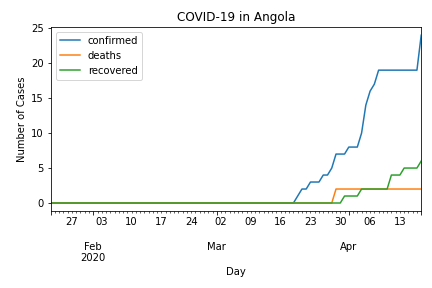 COVID-19 in Angola
confirmed
deaths
recovered
Number of Cases
25
20
15
10
5
0
27 03 10 17 24 02 09 16 23 30 06 13
Feb Mar Apr
2020
Day